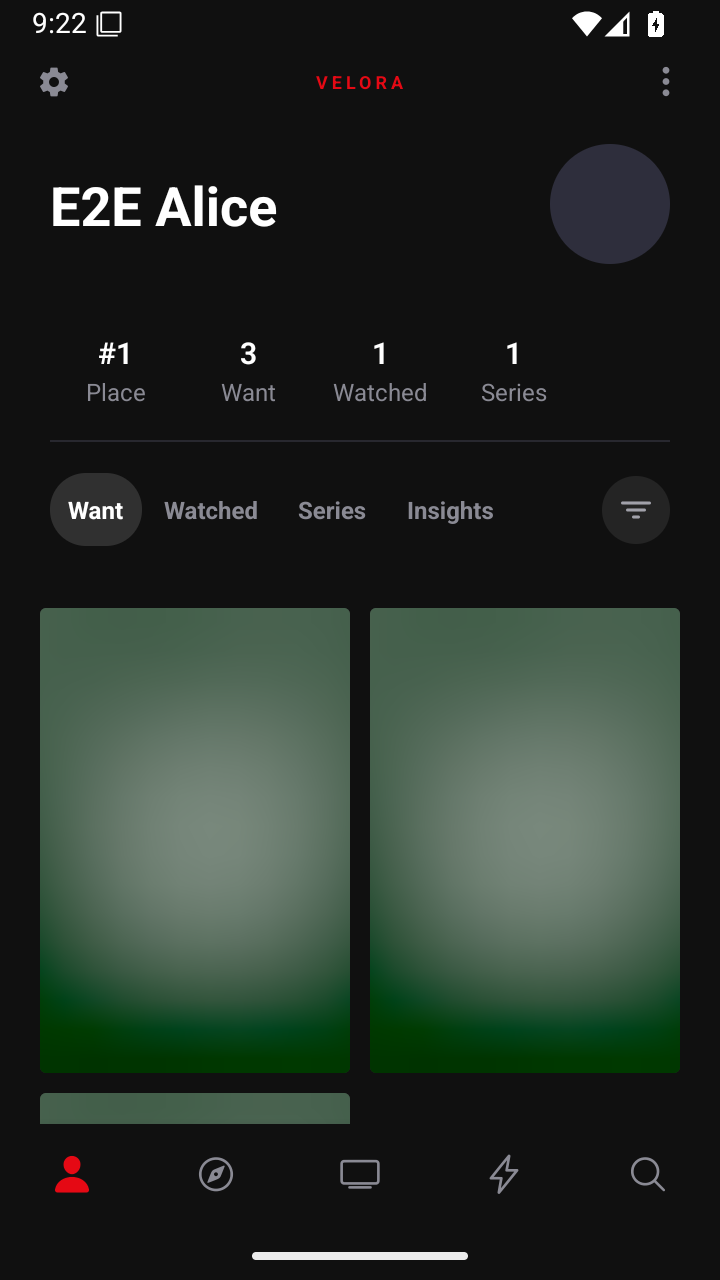 9:22
VELORA
E2E Alice
#1 3 1 1
Place Want Watched Series
Want Watched Series Insights